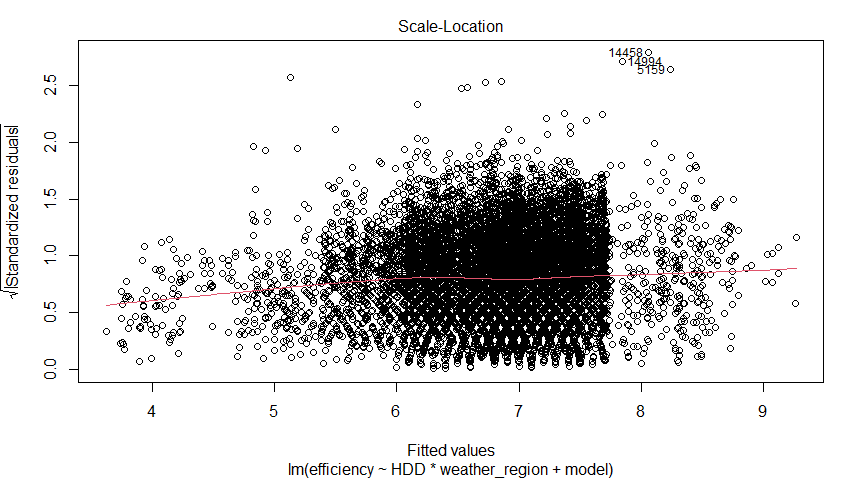 Scale-Location
14458
14994
5159
2.5
2.0
1.5
1.0
0.5
0.0
√|Standardized residuals|
4 5 6 7 8 9
Fitted values
lm(efficiency ~ HDD * weather_region + model)